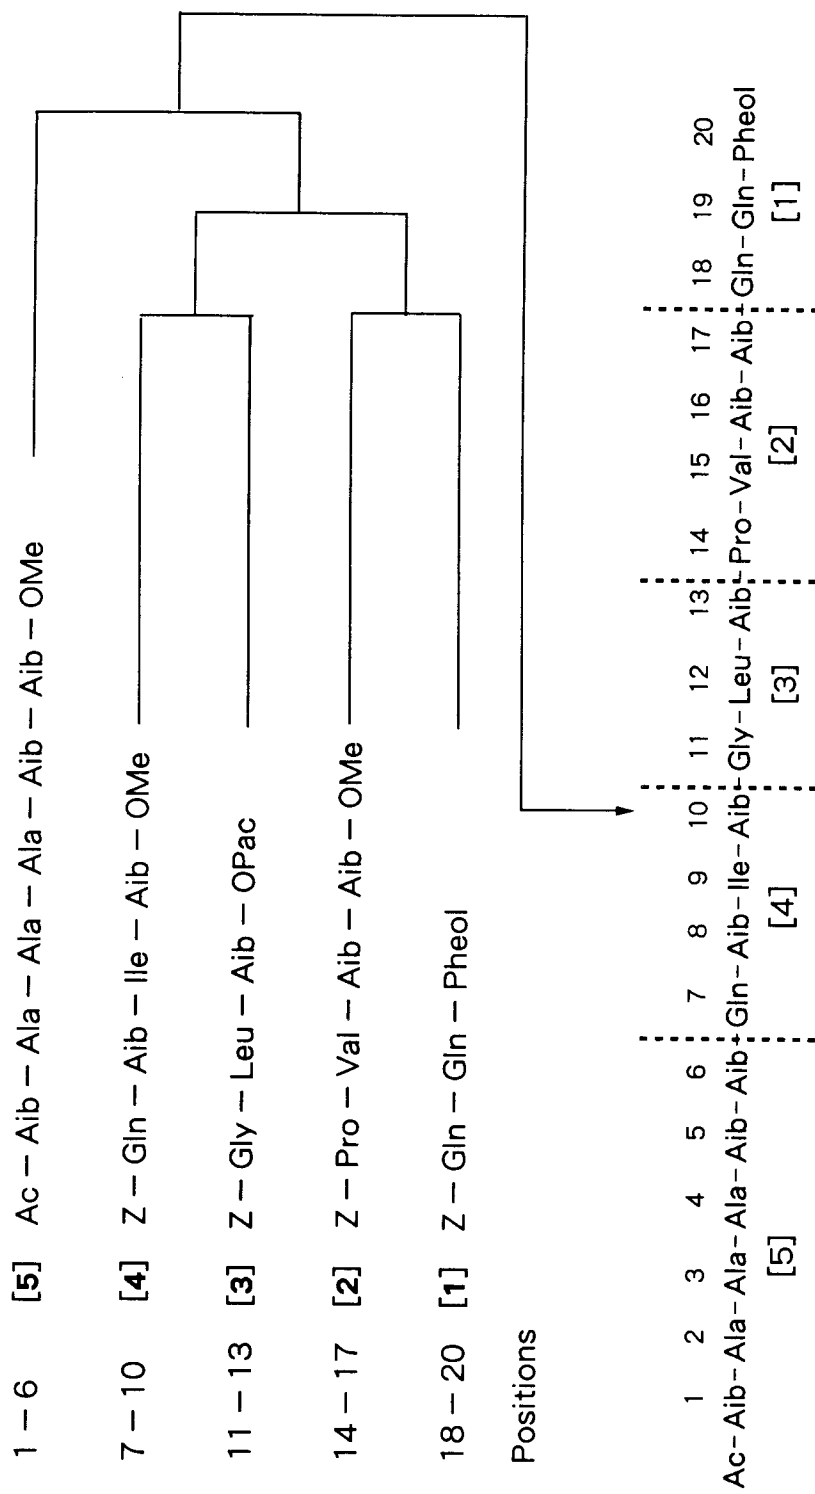 1 – 6 [5] Ac – Aib – Ala – Ala – Ala – Aib – Aib – OMe
7 – 10 [4] Z – Gln – Aib – Ile – Aib – OMe
11 – 13 [3] Z – Gly – Leu – Aib – OPac
14 – 17 [2] Z – Pro – Val – Aib – Aib – OMe
18 – 20 [1] Z – Gln – Gln – Pheol
Positions
1 2 3 4 5 6 7 8 9 10 11 12 13 14 15 16 17 18 19 20
Ac–Aib–Ala–Ala–Ala–Aib–Aib–Gln–Aib–Ile–Aib–Gly–Leu–Aib–Pro–Val–Aib–Aib–Gln–Gln–Pheol
[5] [4] [3] [2] [1]